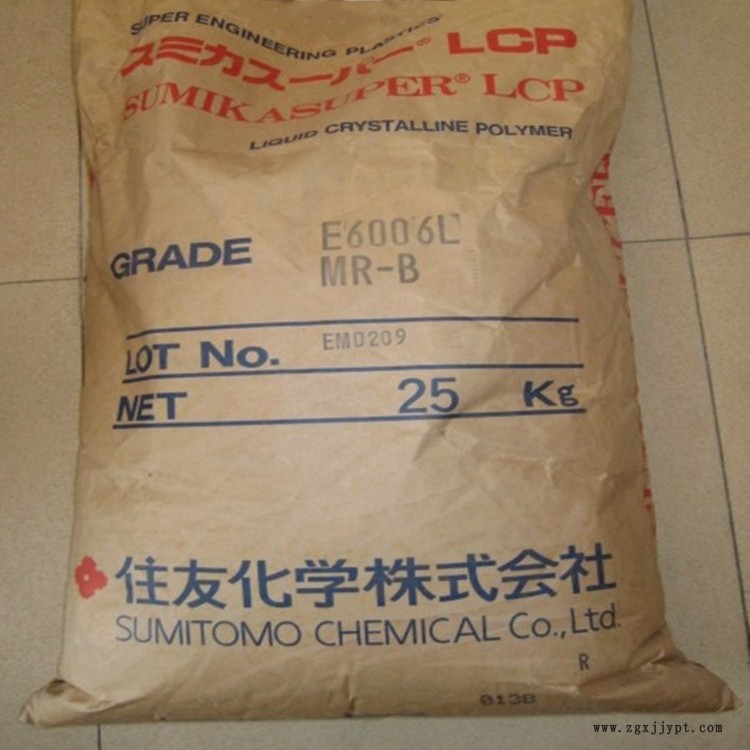 SUPER ENGINEERING PLASTICS
スミカスーパー® LCP
SUMIKASUPER® LCP
LIQUID CRYSTALLINE POLYMER
GRADE E6006L
MR-B
LOT No. EMD209
NET 25 Kg
住友化学株式会社
SUMITOMO CHEMICAL Co., Ltd.
R
0138
www.zgxjjypt.com